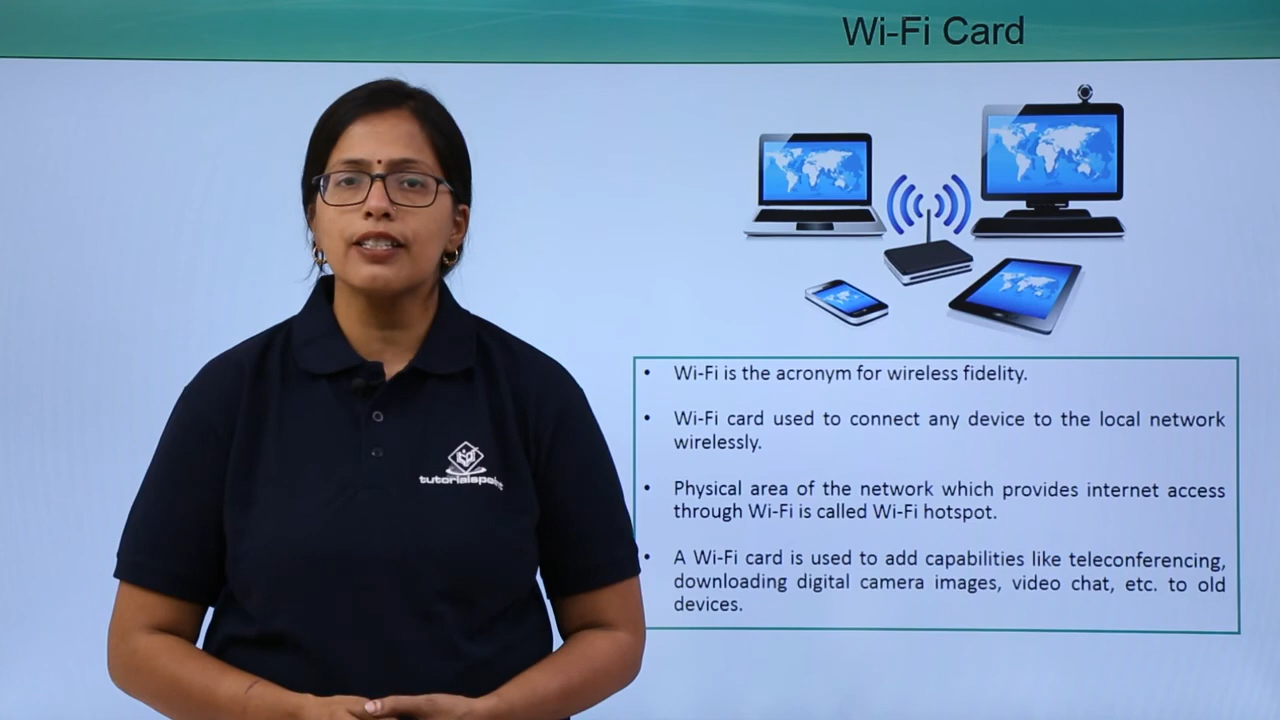 Wi-Fi Card
• Wi-Fi is the acronym for wireless fidelity.
• Wi-Fi card used to connect any device to the local network
wirelessly.
• Physical area of the network which provides internet access
through Wi-Fi is called Wi-Fi hotspot.
• A Wi-Fi card is used to add capabilities like teleconferencing,
downloading digital camera images, video chat, etc. to old
devices.
tutorialspoint